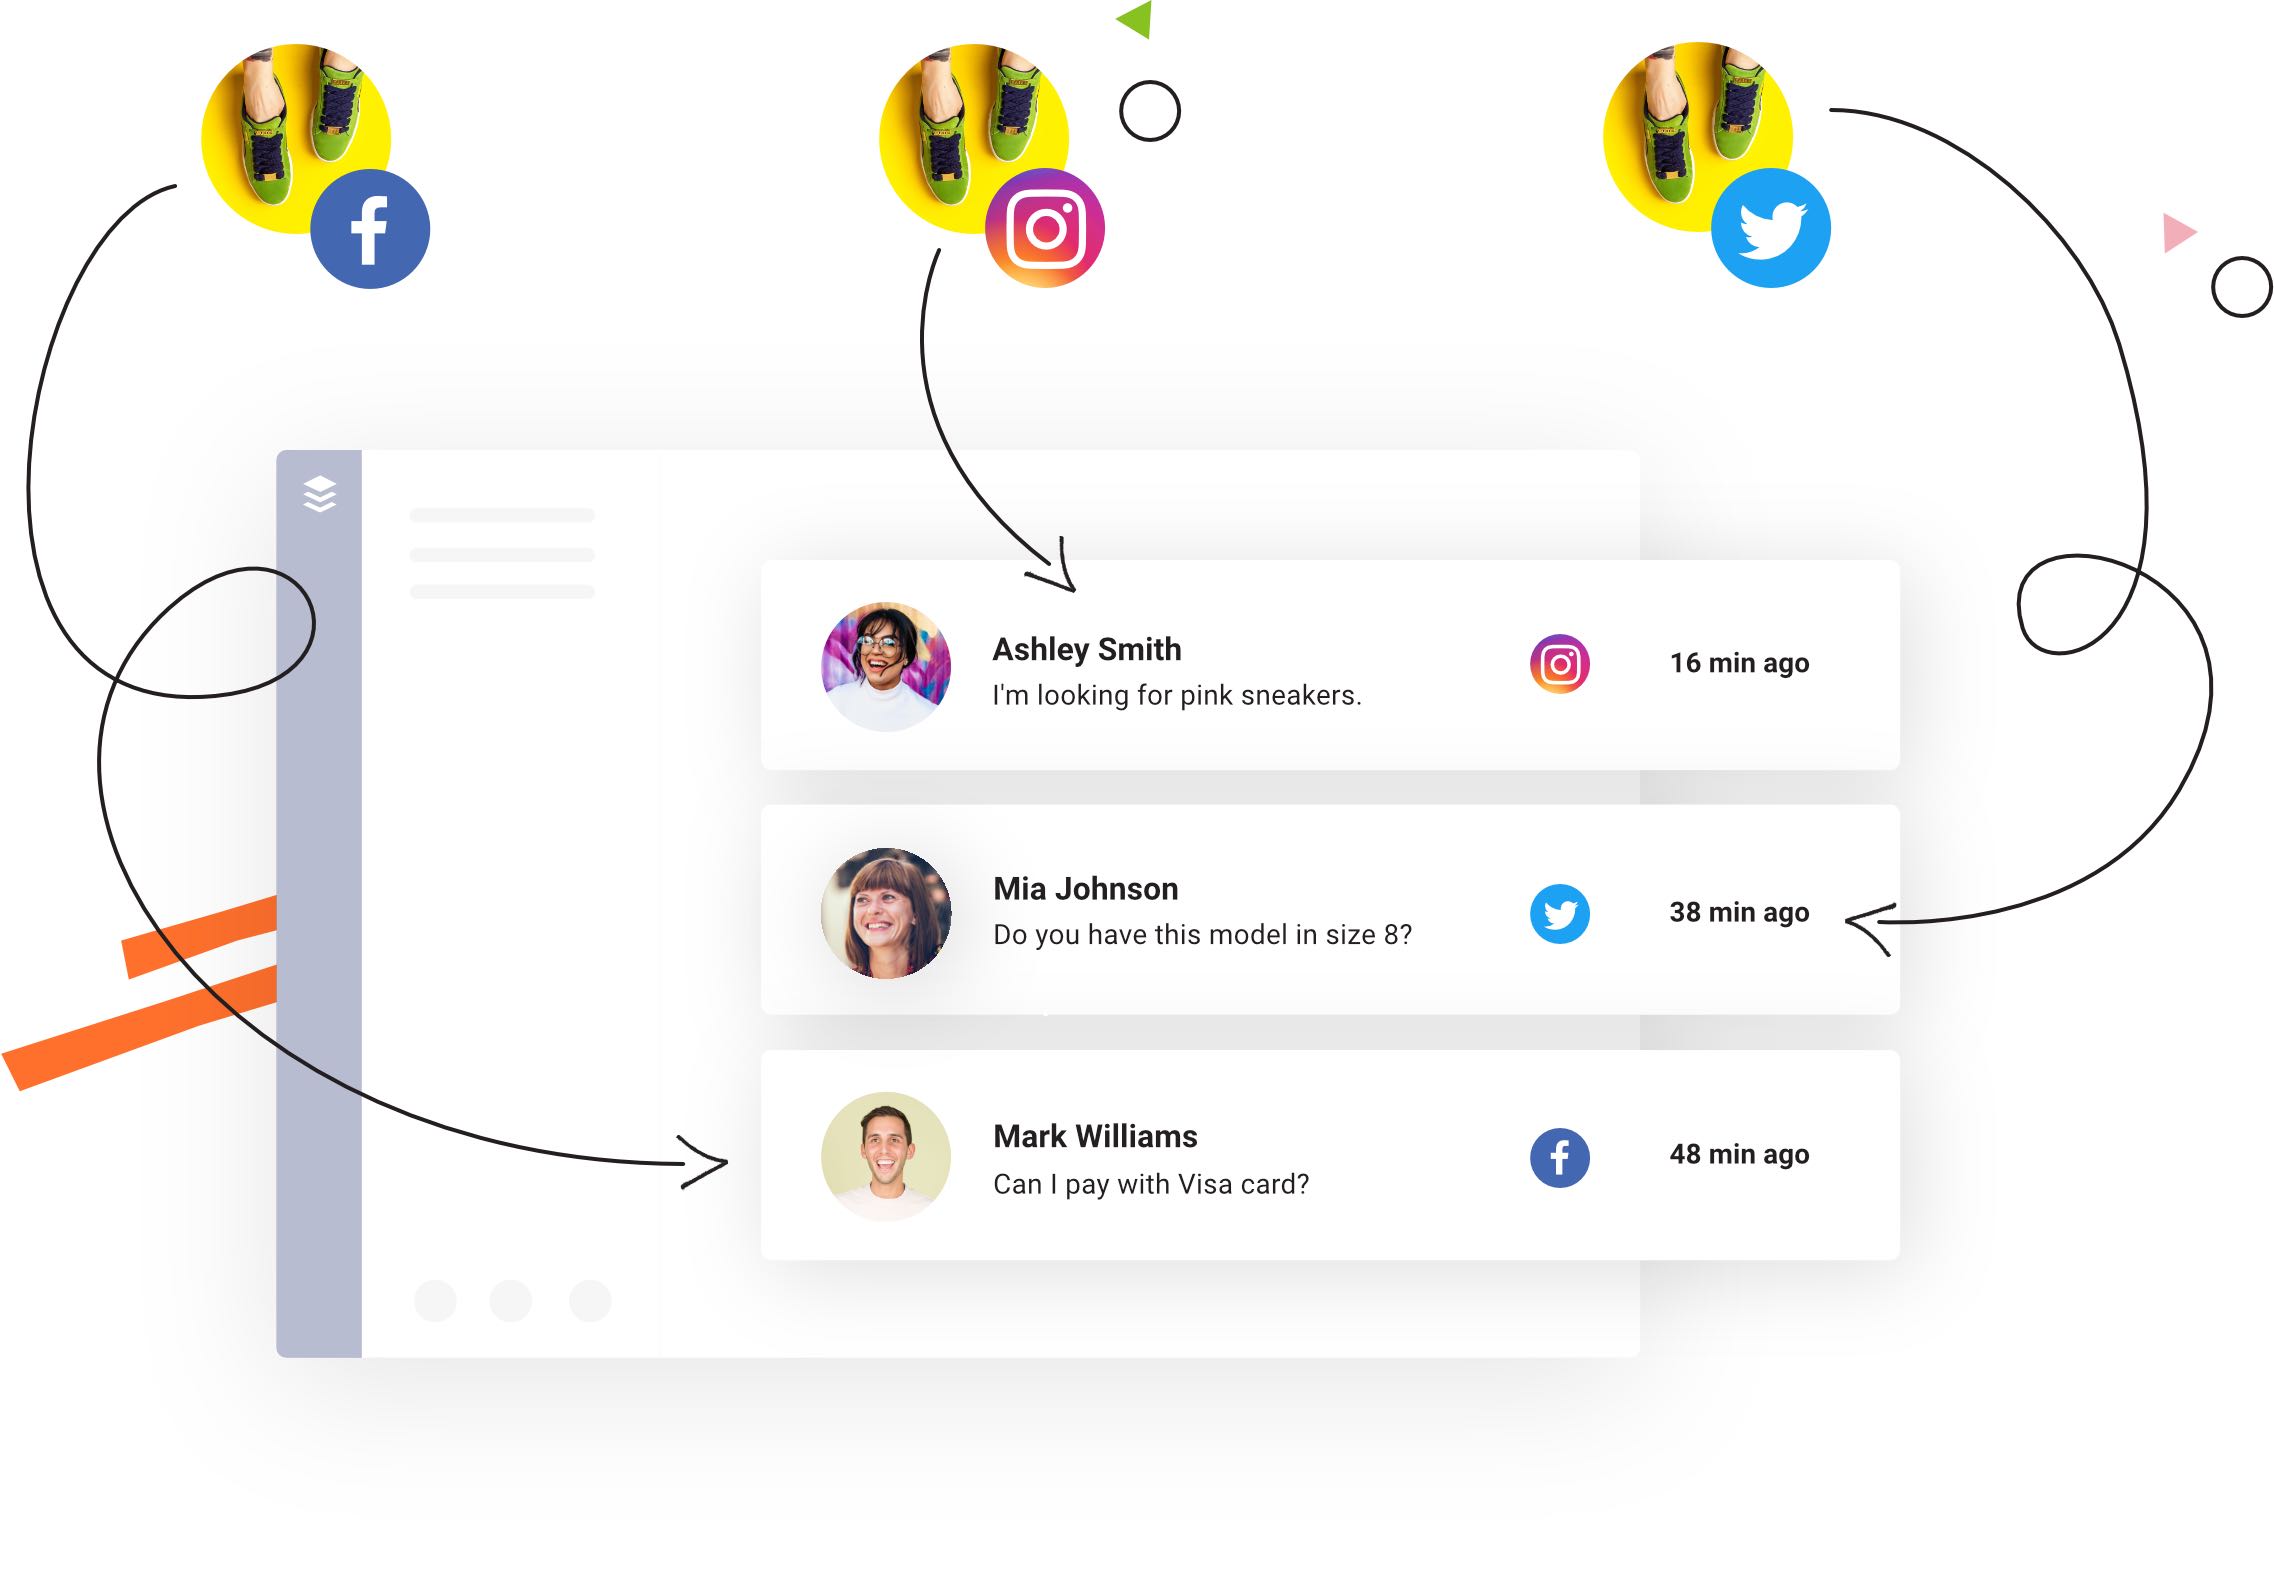 Ashley Smith
I'm looking for pink sneakers.
16 min ago
Mia Johnson
Do you have this model in size 8?
38 min ago
Mark Williams
Can I pay with Visa card?
48 min ago